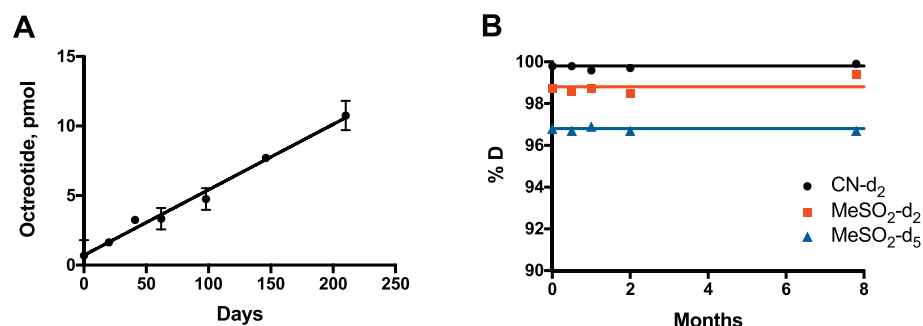 A
15
10
5
0
Octreotide, pmol
0 50 100 150 200 250
Days
B
100
98
96
94
92
90
% D
CN-d₂
MeSO₂-d₂
MeSO₂-d₅
0 2 4 6 8
Months